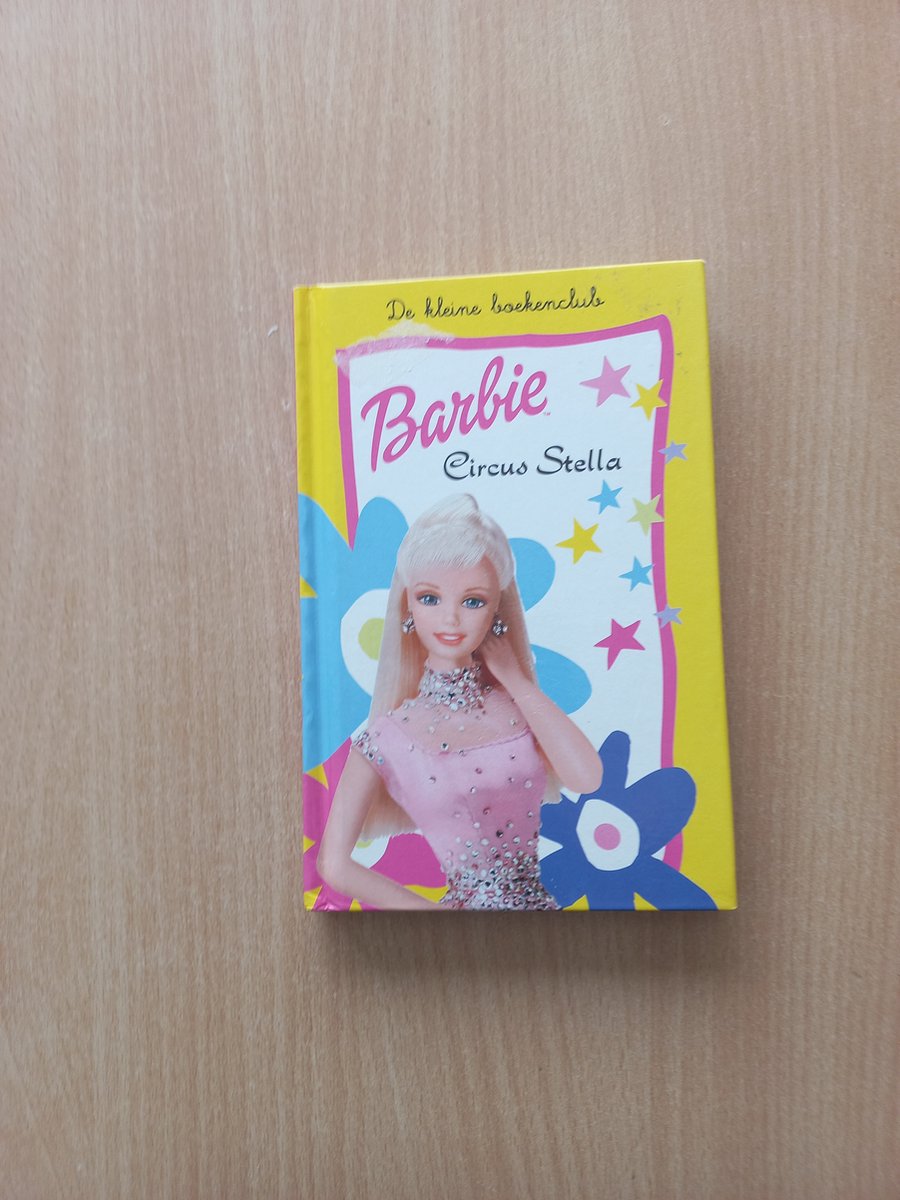 De kleine boekenclub
Barbie
Circus Stella